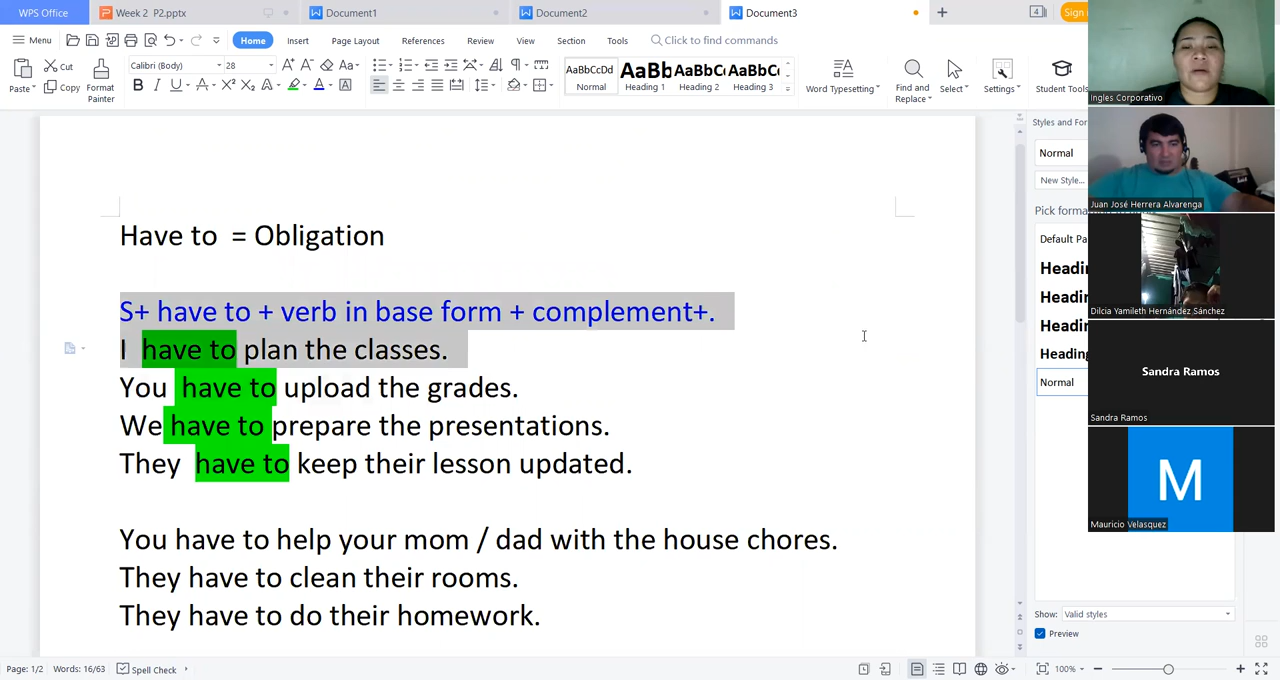 WPS Office
Week 2 P2.pptx
Document1
Document2
Document3
4
Sign i
Menu
Home
Insert
Page Layout
References
Review
View
Section
Tools
Click to find commands
Paste
Cut
Copy
Format
Painter
Calibri (Body)
28
AaBbCcDd
Normal
AaBb
Heading 1
AaBbC
Heading 2
AaBbC
Heading 3
Word Typesetting
Find and
Replace
Select
Settings
Student Tools
Have to = Obligation
S+ have to + verb in base form + complement+.
I have to plan the classes.
You have to upload the grades.
We have to prepare the presentations.
They have to keep their lesson updated.
You have to help your mom / dad with the house chores.
They have to clean their rooms.
They have to do their homework.
Styles and For
Normal
New Style...
Pick forma
Default Pa
Headin
Headin
Headin
Headin
Normal
Show: Valid styles
Preview
Ingles Corporativo
Juan José Herrera Alvarenga
Dilcia Yamileth Hernández Sánchez
Sandra Ramos
Sandra Ramos
M
Mauricio Velasquez
Page: 1/2
Words: 16/63
Spell Check
100%